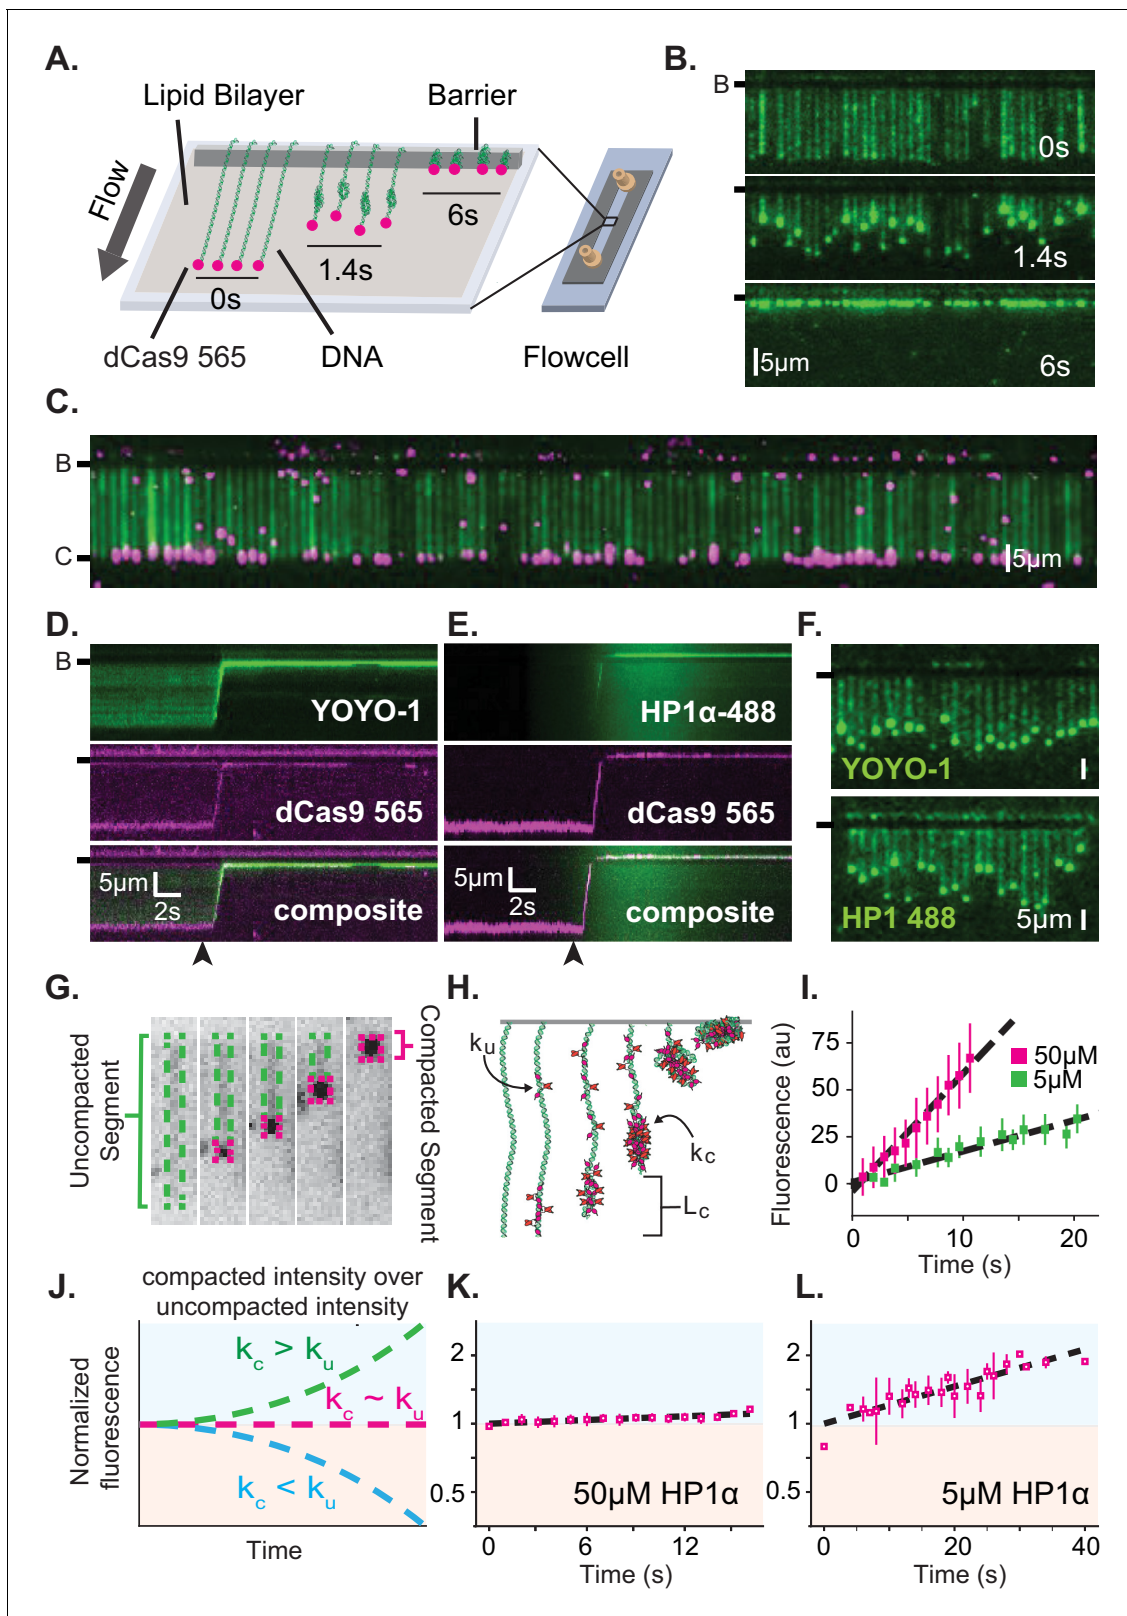 A.
Lipid Bilayer
Barrier
Flow
6s
1.4s
0s
dCas9 565
DNA
Flowcell
B.
B
0s
1.4s
5µm
6s
C.
B
C
5µm
D.
B
YOYO-1
dCas9 565
5µm
2s
composite
E.
HP1α-488
dCas9 565
5µm
2s
composite
F.
YOYO-1
HP1 488
5µm
G.
Uncompacted
Segment
Compacted Segment
H.
ku
kc
Lc
I.
Fluorescence (au)
75
50
25
0
50µM
5µM
0
10
20
Time (s)
J.
compacted intensity over
uncompacted intensity
Normalized
fluorescence
kc > ku
kc ~ ku
kc < ku
Time
K.
2
1
0.5
50µM HP1α
0
6
12
Time (s)
L.
2
1
0.5
5µM HP1α
0
20
40
Time (s)